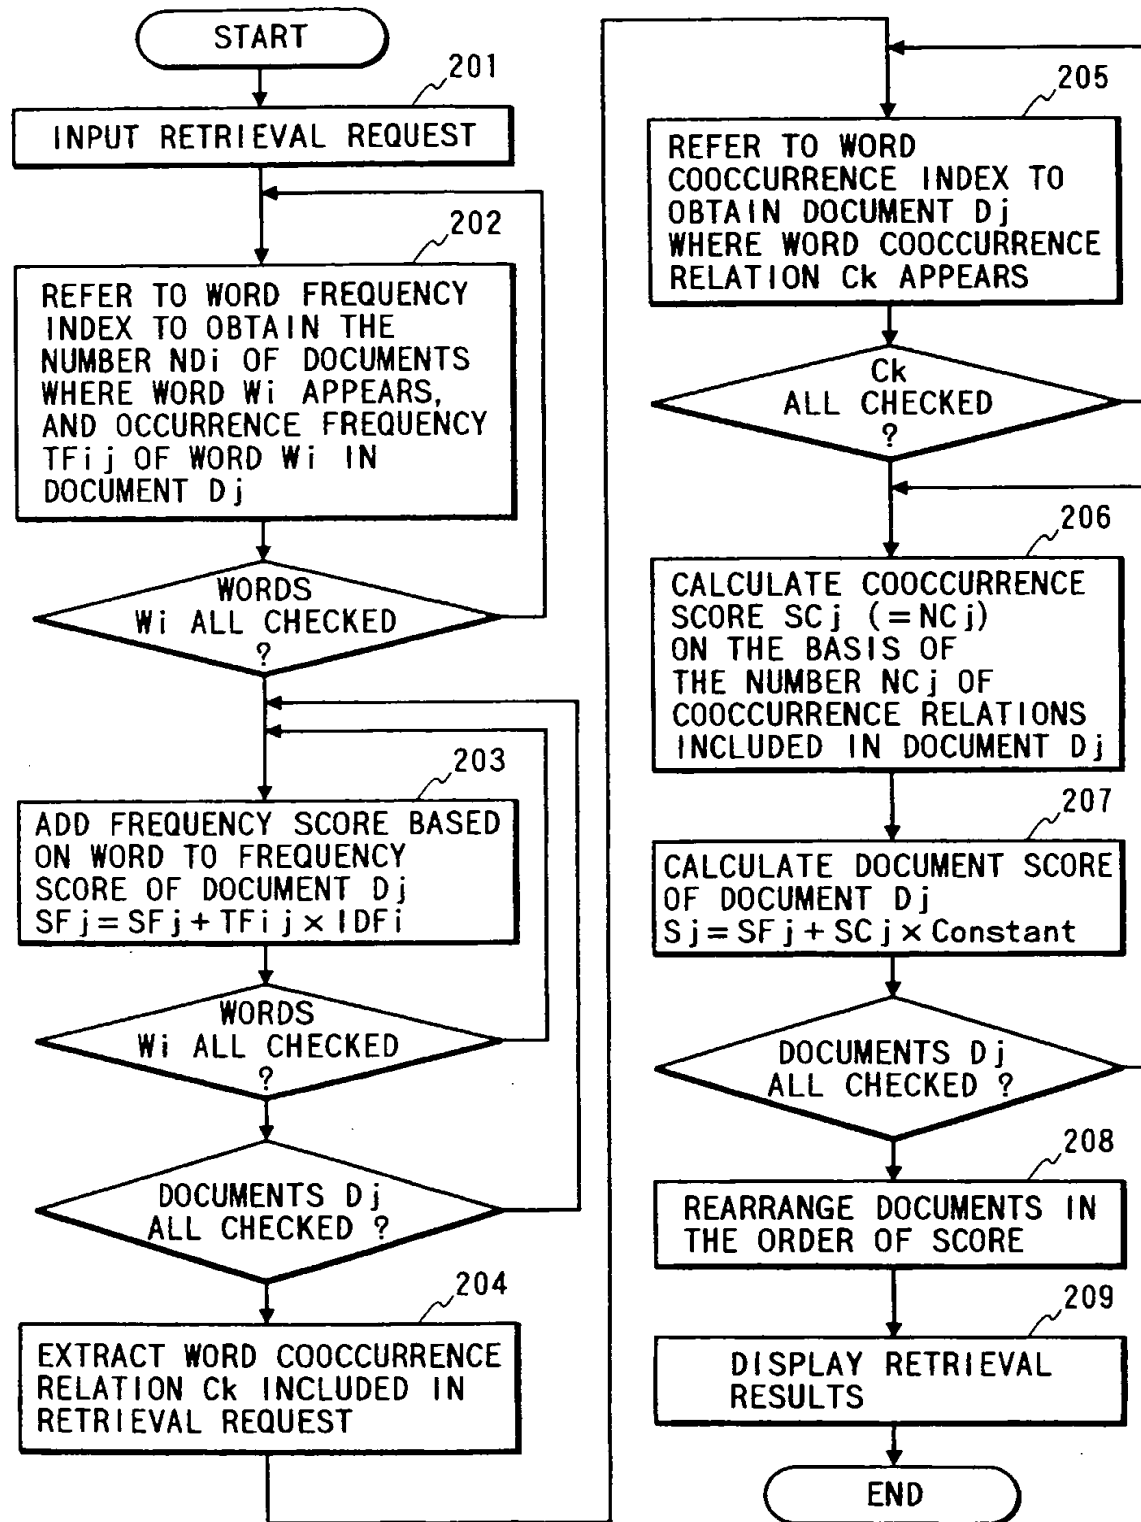 START
201
INPUT RETRIEVAL REQUEST
202
REFER TO WORD FREQUENCY
INDEX TO OBTAIN THE
NUMBER NDi OF DOCUMENTS
WHERE WORD Wi APPEARS,
AND OCCURRENCE FREQUENCY
TFij OF WORD Wi IN
DOCUMENT Dj
WORDS
Wi ALL CHECKED
?
203
ADD FREQUENCY SCORE BASED
ON WORD TO FREQUENCY
SCORE OF DOCUMENT Dj
SFj=SFj+TFij×IDFi
WORDS
Wi ALL CHECKED
?
DOCUMENTS Dj
ALL CHECKED ?
204
EXTRACT WORD COOCCURRENCE
RELATION Ck INCLUDED IN
RETRIEVAL REQUEST
205
REFER TO WORD
COOCCURRENCE INDEX TO
OBTAIN DOCUMENT Dj
WHERE WORD COOCCURRENCE
RELATION Ck APPEARS
Ck
ALL CHECKED
?
206
CALCULATE COOCCURRENCE
SCORE SCj (=NCj)
ON THE BASIS OF
THE NUMBER NCj OF
COOCCURRENCE RELATIONS
INCLUDED IN DOCUMENT Dj
207
CALCULATE DOCUMENT SCORE
OF DOCUMENT Dj
Sj=SFj+SCj×Constant
DOCUMENTS Dj
ALL CHECKED ?
208
REARRANGE DOCUMENTS IN
THE ORDER OF SCORE
209
DISPLAY RETRIEVAL
RESULTS
END